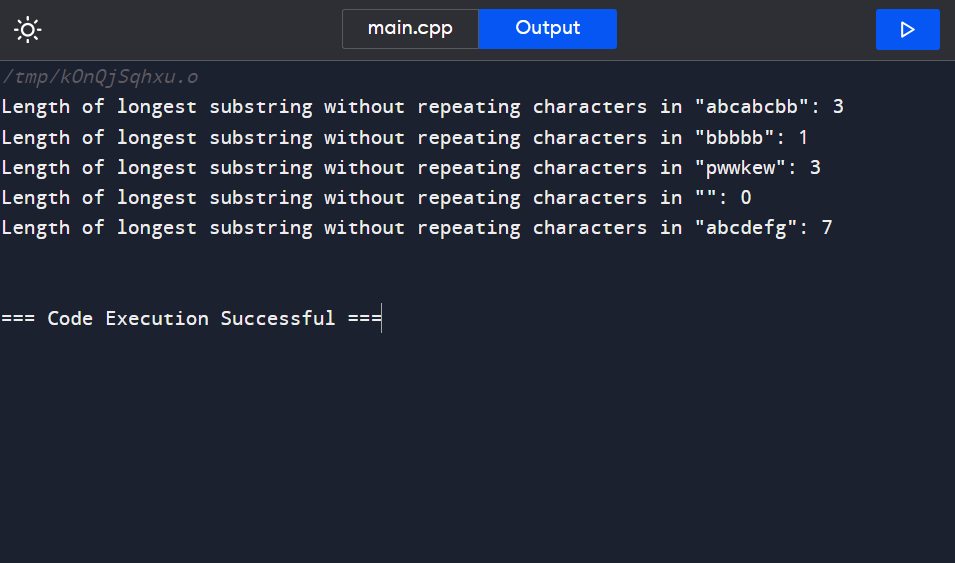 main.cpp Output
/tmp/kOnQjSqhxu.o
Length of longest substring without repeating characters in "abcabcbb": 3
Length of longest substring without repeating characters in "bbbbb": 1
Length of longest substring without repeating characters in "pwwkew": 3
Length of longest substring without repeating characters in "": 0
Length of longest substring without repeating characters in "abcdefg": 7
=== Code Execution Successful ===